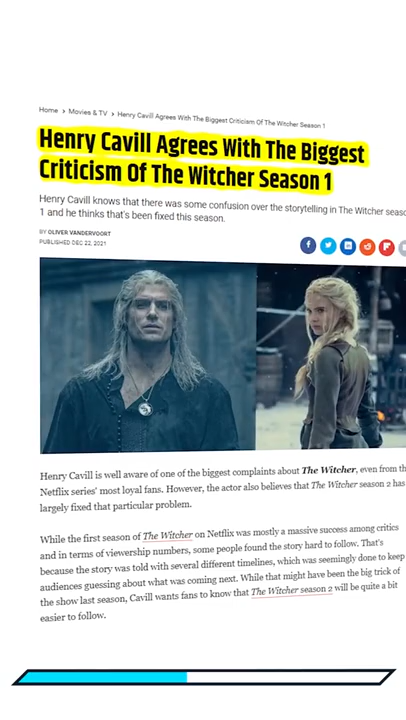 Home > Movies & TV > Henry Cavill Agrees With The Biggest Criticism Of The Witcher Season 1
Henry Cavill Agrees With The Biggest
Criticism Of The Witcher Season 1
Henry Cavill knows that there was some confusion over the storytelling in The Witcher
1 and he thinks that's been fixed this season.
BY OLIVER VANDERVOORT
PUBLISHED DEC 22, 2021
Henry Cavill is well aware of one of the biggest complaints about The Witcher, even from
Netflix series' most loyal fans. However, the actor also believes that The Witcher season 2 has
largely fixed that particular problem.
While the first season of The Witcher on Netflix was mostly a massive success among critics
and in terms of viewership numbers, some people found the story hard to follow. That's
because the story was told with several different timelines, which was seemingly done to keep
audiences guessing about what was coming next. While that might have been the big trick of
the show last season, Cavill wants fans to know that The Witcher season 2 will be quite a bit
easier to follow.